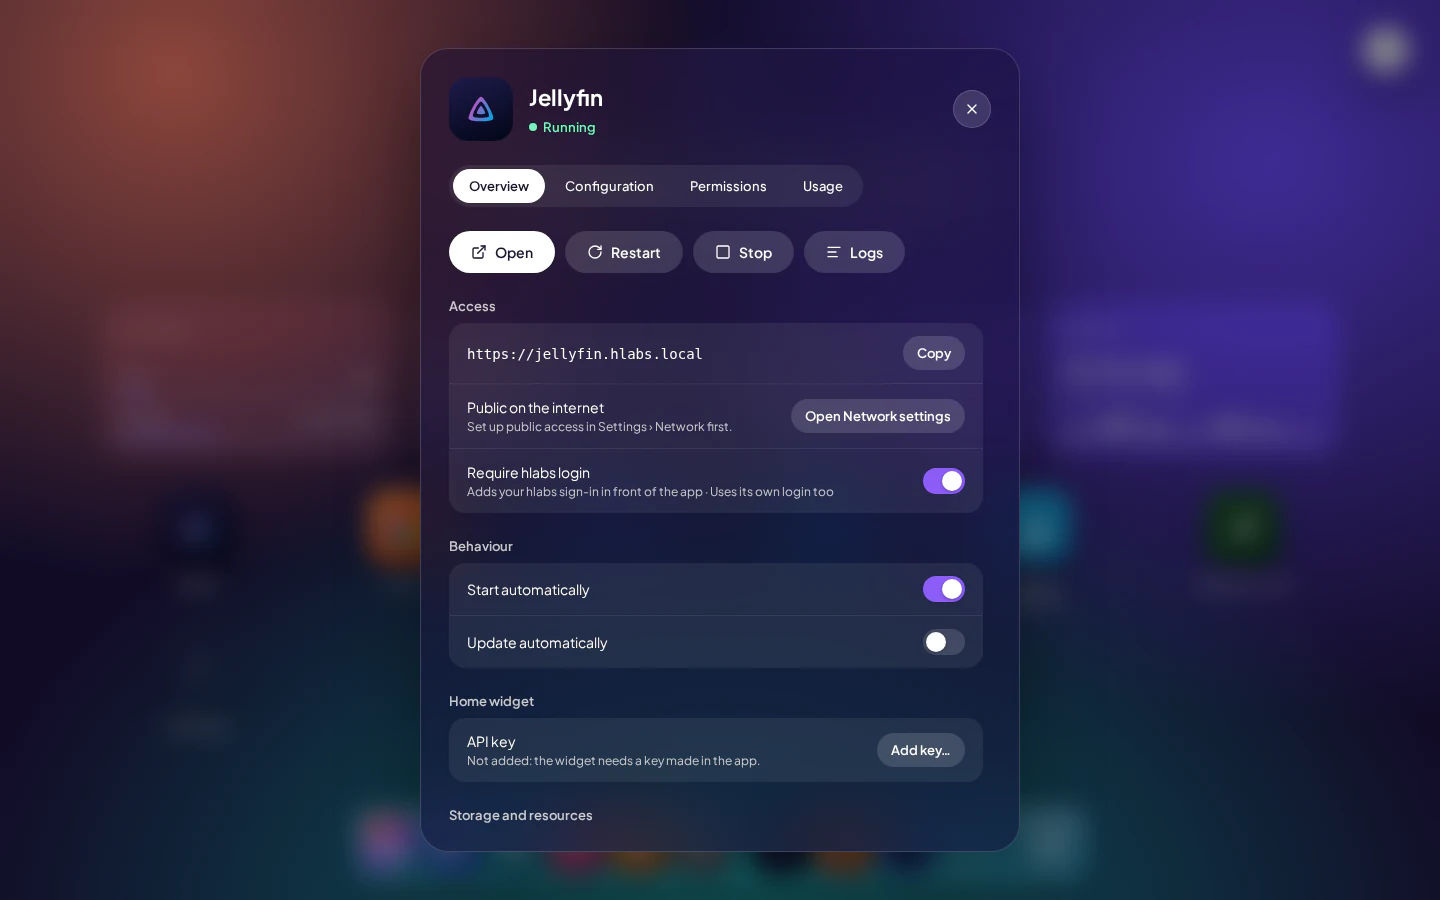 Jellyfin
Running
Overview Configuration Permissions Usage
Open Restart Stop Logs
Access
https://jellyfin.hlabs.local Copy
Public on the internet
Set up public access in Settings › Network first.
Open Network settings
Require hlabs login
Adds your hlabs sign-in in front of the app · Uses its own login too
Behaviour
Start automatically
Update automatically
Home widget
API key
Not added: the widget needs a key made in the app.
Add key…
Storage and resources